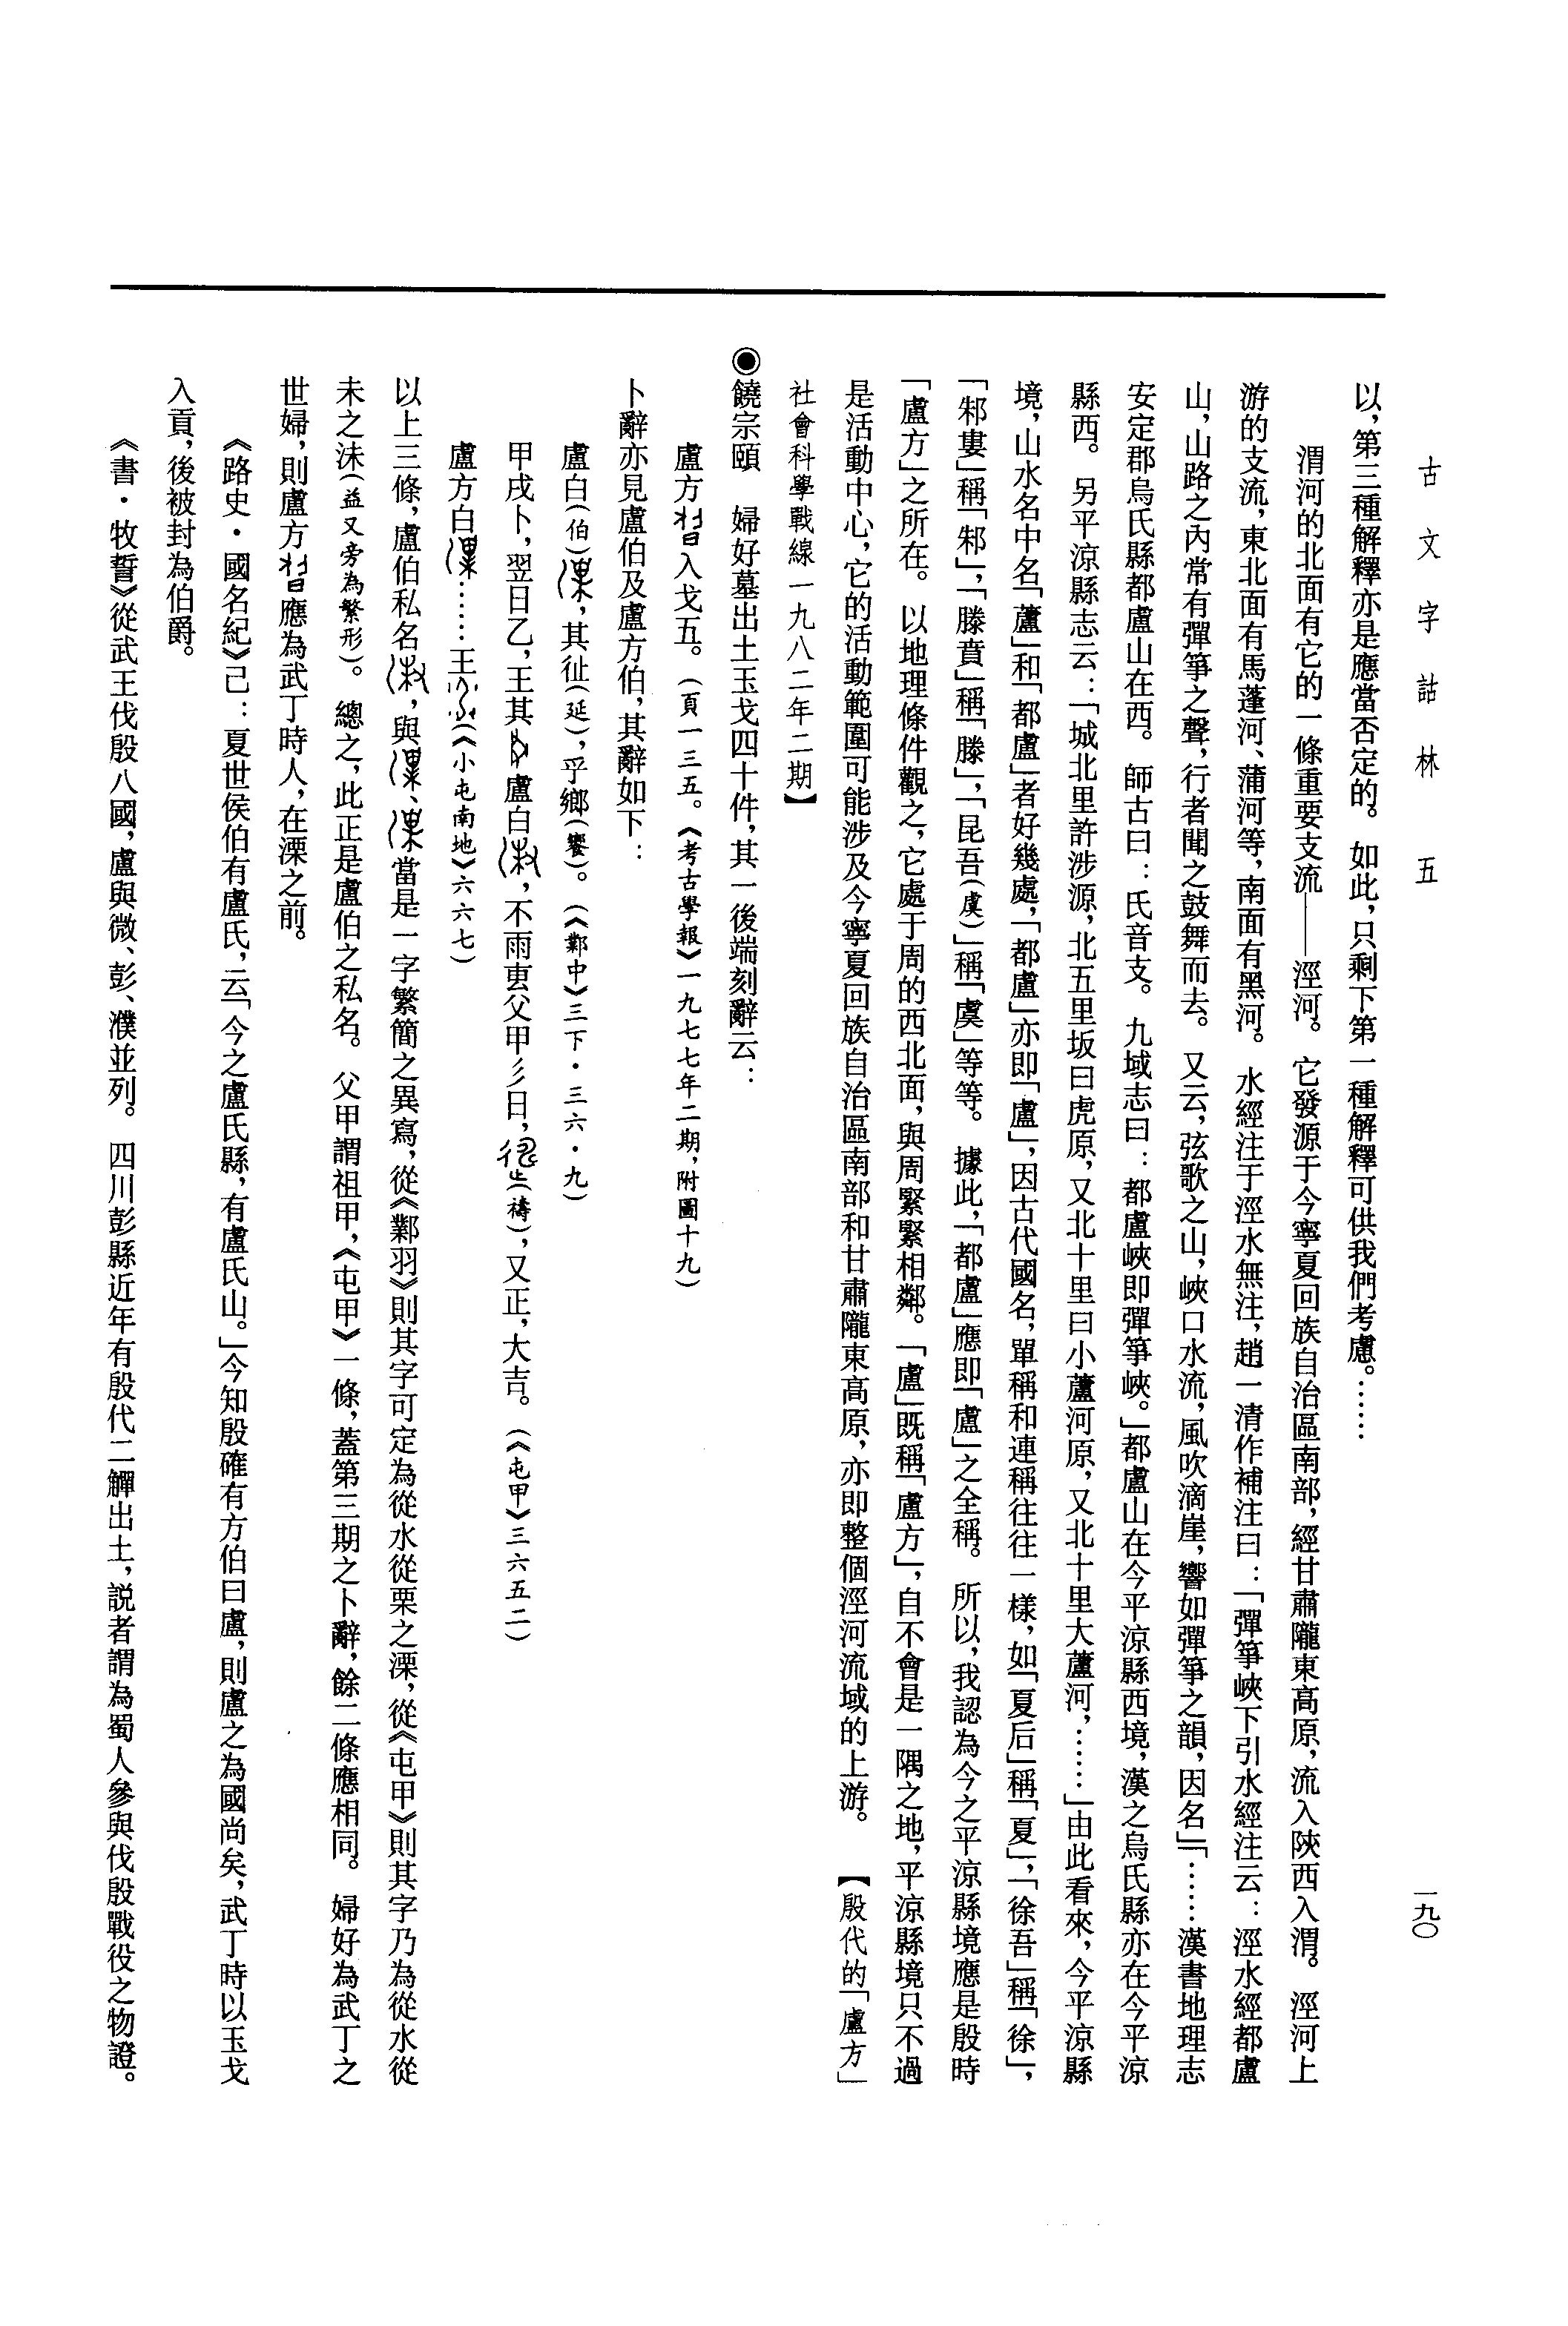 古文字詁林　五
一九〇
以，第三種解釋亦是應當否定的。如此，只剩下第一種解釋可供我們考慮。……
渭河的北面有它的一條重要支流——涇河。它發源于今寧夏回族自治區南部，經甘肅隴東高原，流入陝西入渭。涇河上
游的支流，東北面有馬蓮河、蒲河等，南面有黑河。水經注于涇水無注，趙一清作補注曰：「彈箏峽下引水經注云：涇水經都盧
山，山路之內常有彈箏之聲，行者聞之鼓舞而去。又云，弦歌之山，峽口水流，風吹滴崖，響如彈箏之韻，因名」「……漢書地理志
安定郡烏氏縣都盧山在西。師古曰：氏音支。九域志曰：都盧峽即彈箏峽。」都盧山在今平涼縣西境，漢之烏氏縣亦在今平涼
縣西。另平涼縣志云：「城北里許涉源，北五里坂曰虎原，又北十里曰小蘆河原，又北十里大蘆河，……」由此看來，今平涼縣
境，山水名中名「蘆」和「都盧」者好幾處，「都盧」亦即「盧」，因古代國名，單稱和連稱往往一樣，如「夏后」稱「夏」，「徐吾」稱「徐」，
「邾婁」稱「邾」，「滕賁」稱「滕」，「昆吾（虞）」稱「虞」等等。據此，「都盧」應即「盧」之全稱。所以，我認為今之平涼縣境應是殷時
「盧方」之所在。以地理條件觀之，它處于周的西北面，與周緊緊相鄰。「盧」既稱「盧方」，自不會是一隅之地，平涼縣境只不過
是活動中心，它的活動範圍可能涉及今寧夏回族自治區南部和甘肅隴東高原，亦即整個涇河流域的上游。【殷代的「盧方」
社會科學戰線一九八二年二期】
◉饒宗頤　婦好墓出土玉戈四十件，其一後端刻辭云：
盧方入戈五。（頁一三五。《考古學報》一九七七年二期，附圖十九）
卜辭亦見盧伯及盧方伯，其辭如下：
盧白（伯），其㢟（延），乎鄉（饗）。（《鄴中》三下·三六·九）
甲戌卜，翌日乙，王其盧白，不雨叀父甲彡日，（禱），又正，大吉。（《屯甲》三六五二）
盧方白……王（《小屯南地》六六七）
以上三條，盧伯私名，與、當是一字繁簡之異寫，從《鄴羽》則其字可定為從水從栗之溧，從《屯甲》則其字乃為從水從
未之沬（益又旁為繁形）。總之，此正是盧伯之私名。父甲謂祖甲，《屯甲》一條，蓋第三期之卜辭，餘二條應相同。婦好為武丁之
世婦，則盧方應為武丁時人，在溧之前。
《路史·國名紀》己：夏世侯伯有盧氏，云「今之盧氏縣，有盧氏山。」今知殷確有方伯曰盧，則盧之為國尚矣，武丁時以玉戈
入貢，後被封為伯爵。
《書·牧誓》從武王伐殷八國，盧與微、彭、濮並列。四川彭縣近年有殷代二觶出土，説者謂為蜀人參與伐殷戰役之物證。